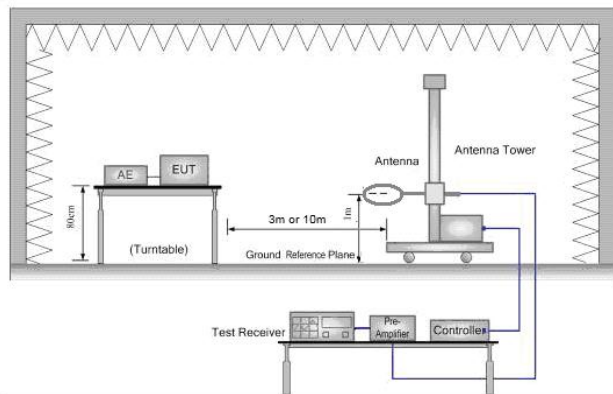 AE
EUT
Antenna
Antenna Tower
80cm
3m or 10m
1m
(Turntable)
Ground Reference Plane
Test Receiver
Pre-
Amplifier
Controller